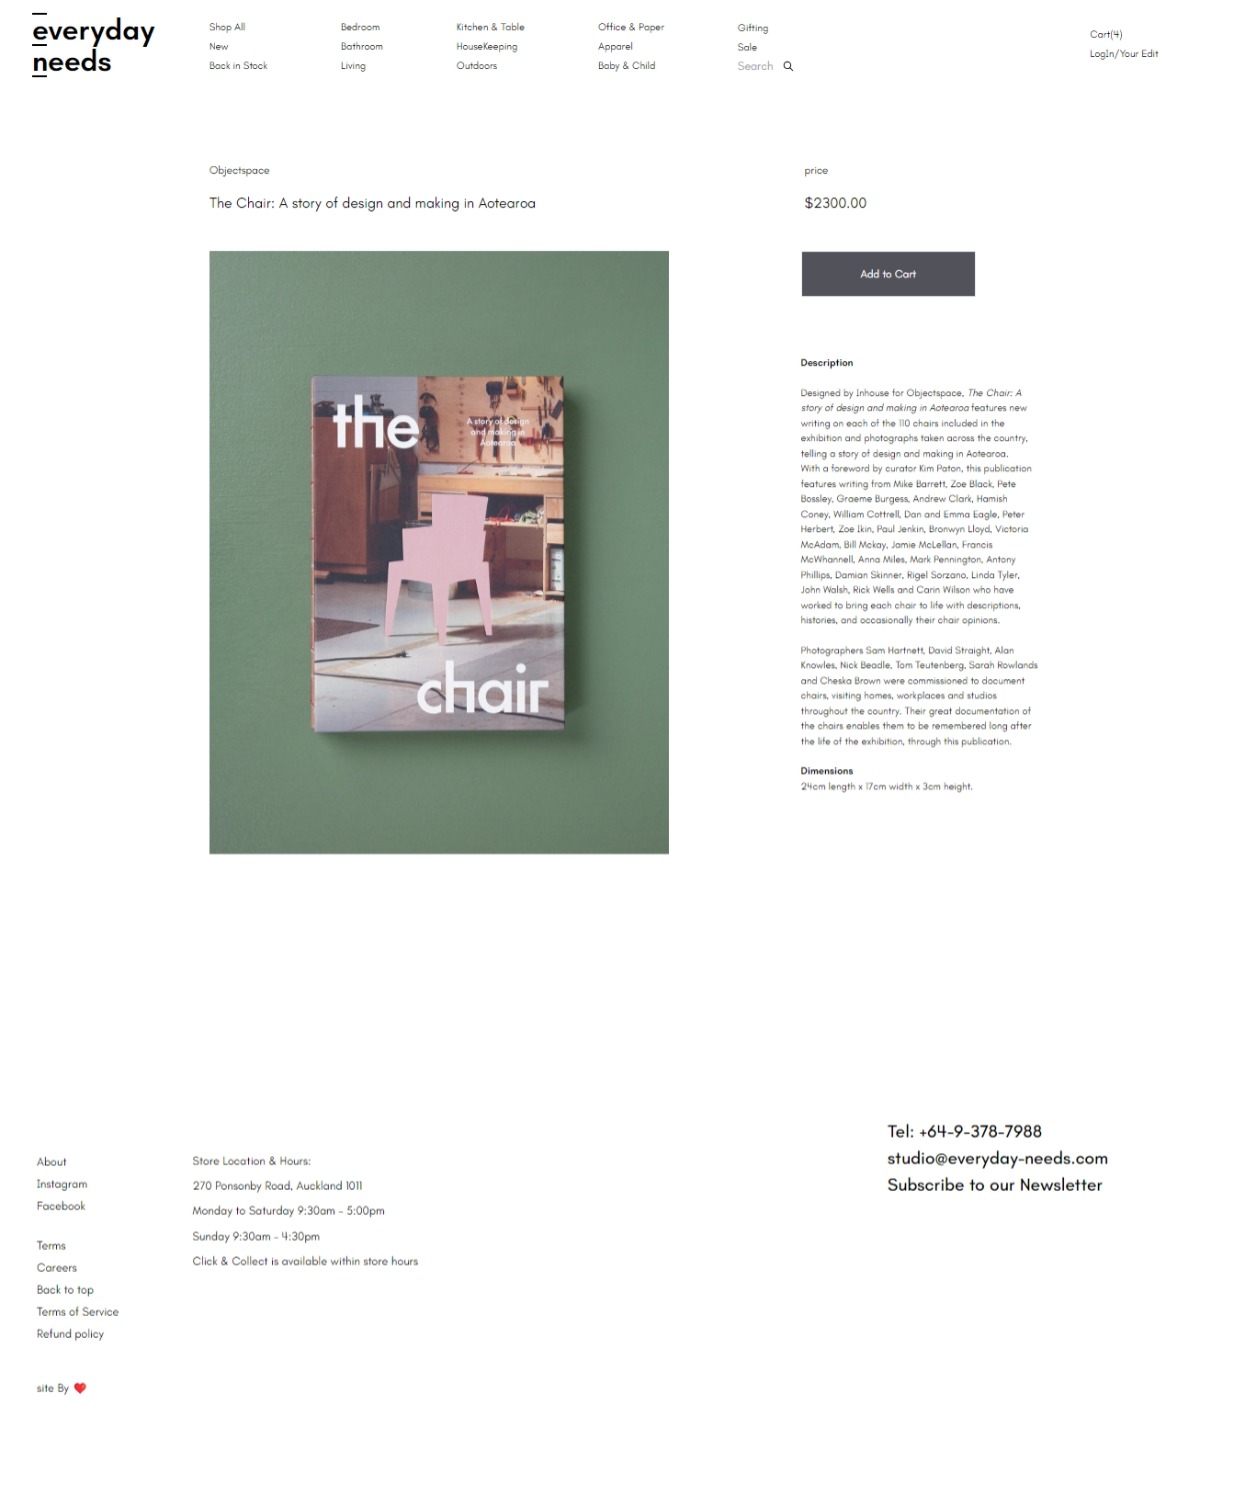 everyday
needs
Shop All
New
Back in Stock
Bedroom
Bathroom
Living
Kitchen & Table
HouseKeeping
Outdoors
Office & Paper
Apparel
Baby & Child
Gifting
Sale
Search
Cart(4)
LogIn/Your Edit
Objectspace
The Chair: A story of design and making in Aotearoa
price
$2300.00
Add to Cart
the
A story of design
and making in
Aotearoa
chair
Description
Designed by Inhouse for Objectspace, The Chair: A
story of design and making in Aotearoa features new
writing on each of the 110 chairs included in the
exhibition and photographs taken across the country,
telling a story of design and making in Aotearoa.
With a foreword by curator Kim Paton, this publication
features writing from Mike Barrett, Zoe Black, Pete
Bossley, Graeme Burgess, Andrew Clark, Hamish
Coney, William Cottrell, Dan and Emma Eagle, Peter
Herbert, Zoe Ikin, Paul Jenkin, Bronwyn Lloyd, Victoria
McAdam, Bill Mckay, Jamie McLellan, Francis
McWhannell, Anna Miles, Mark Pennington, Antony
Phillips, Damian Skinner, Rigel Sorzano, Linda Tyler,
John Walsh, Rick Wells and Carin Wilson who have
worked to bring each chair to life with descriptions,
histories, and occasionally their chair opinions.
Photographers Sam Hartnett, David Straight, Alan
Knowles, Nick Beadle, Tom Teutenberg, Sarah Rowlands
and Cheska Brown were commissioned to document
chairs, visiting homes, workplaces and studios
throughout the country. Their great documentation of
the chairs enables them to be remembered long after
the life of the exhibition, through this publication.
Dimensions
24cm length x 17cm width x 3cm height.
Tel: +64-9-378-7988
studio@everyday-needs.com
Subscribe to our Newsletter
About
Instagram
Facebook
Terms
Careers
Back to top
Terms of Service
Refund policy
Store Location & Hours:
270 Ponsonby Road, Auckland 1011
Monday to Saturday 9:30am - 5:00pm
Sunday 9:30am - 4:30pm
Click & Collect is available within store hours
site By ❤️